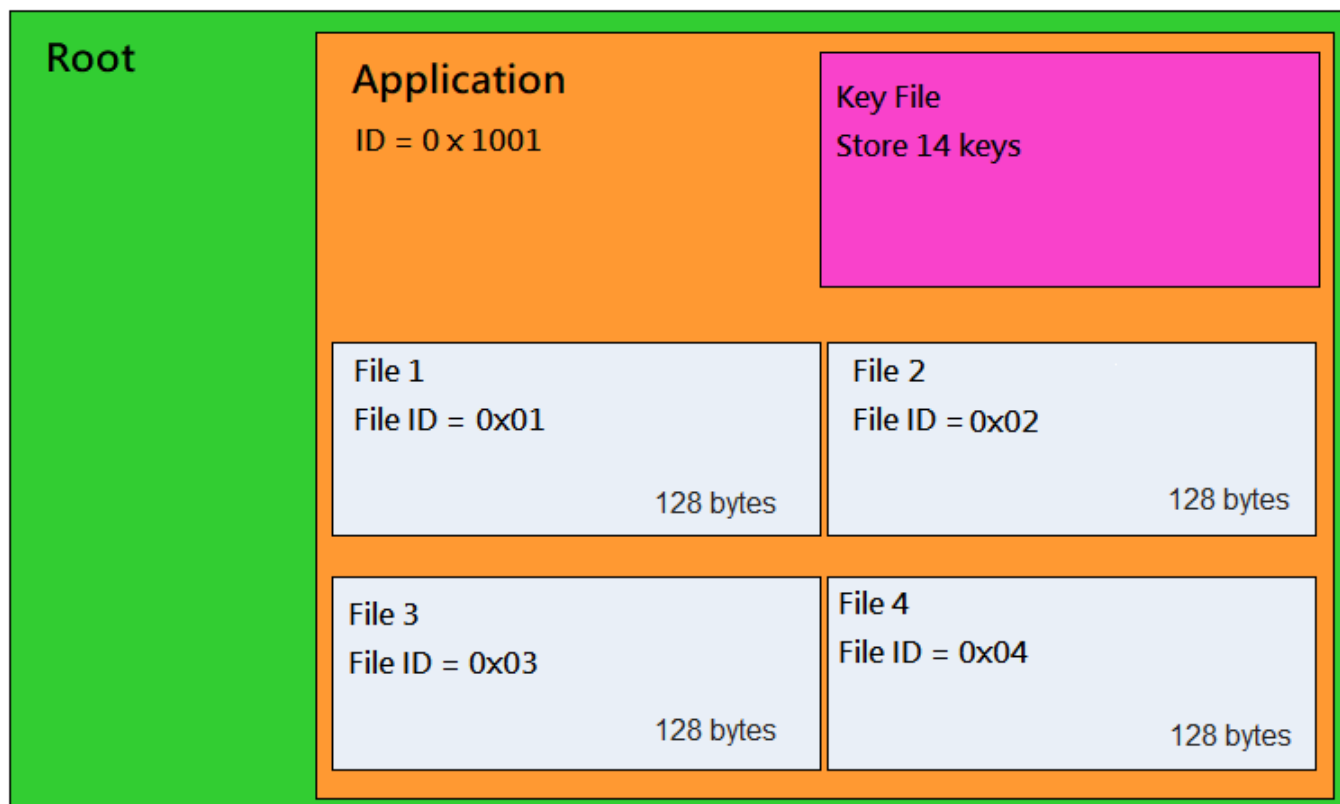 Root
Application
ID = 0 x 1001
Key File
Store 14 keys
File 1
File ID = 0x01
128 bytes
File 2
File ID = 0x02
128 bytes
File 3
File ID = 0x03
128 bytes
File 4
File ID = 0x04
128 bytes